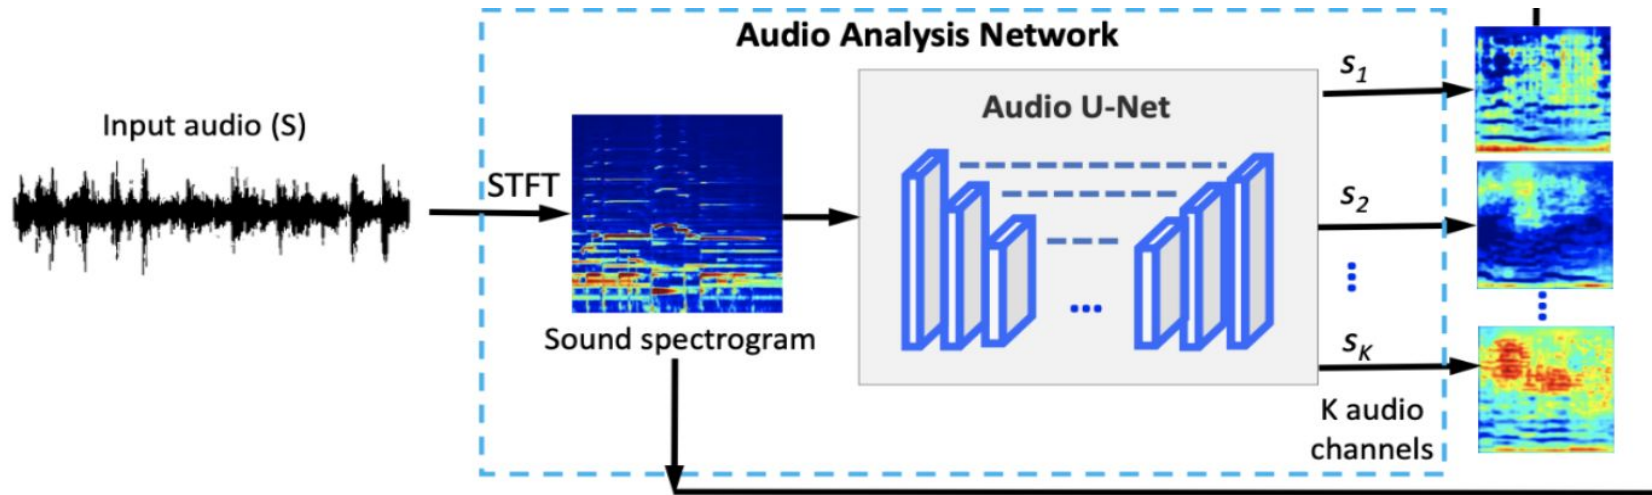 Audio Analysis Network
Input audio (S)
STFT
Sound spectrogram
Audio U-Net
...
s1
s2
sK
K audio
channels